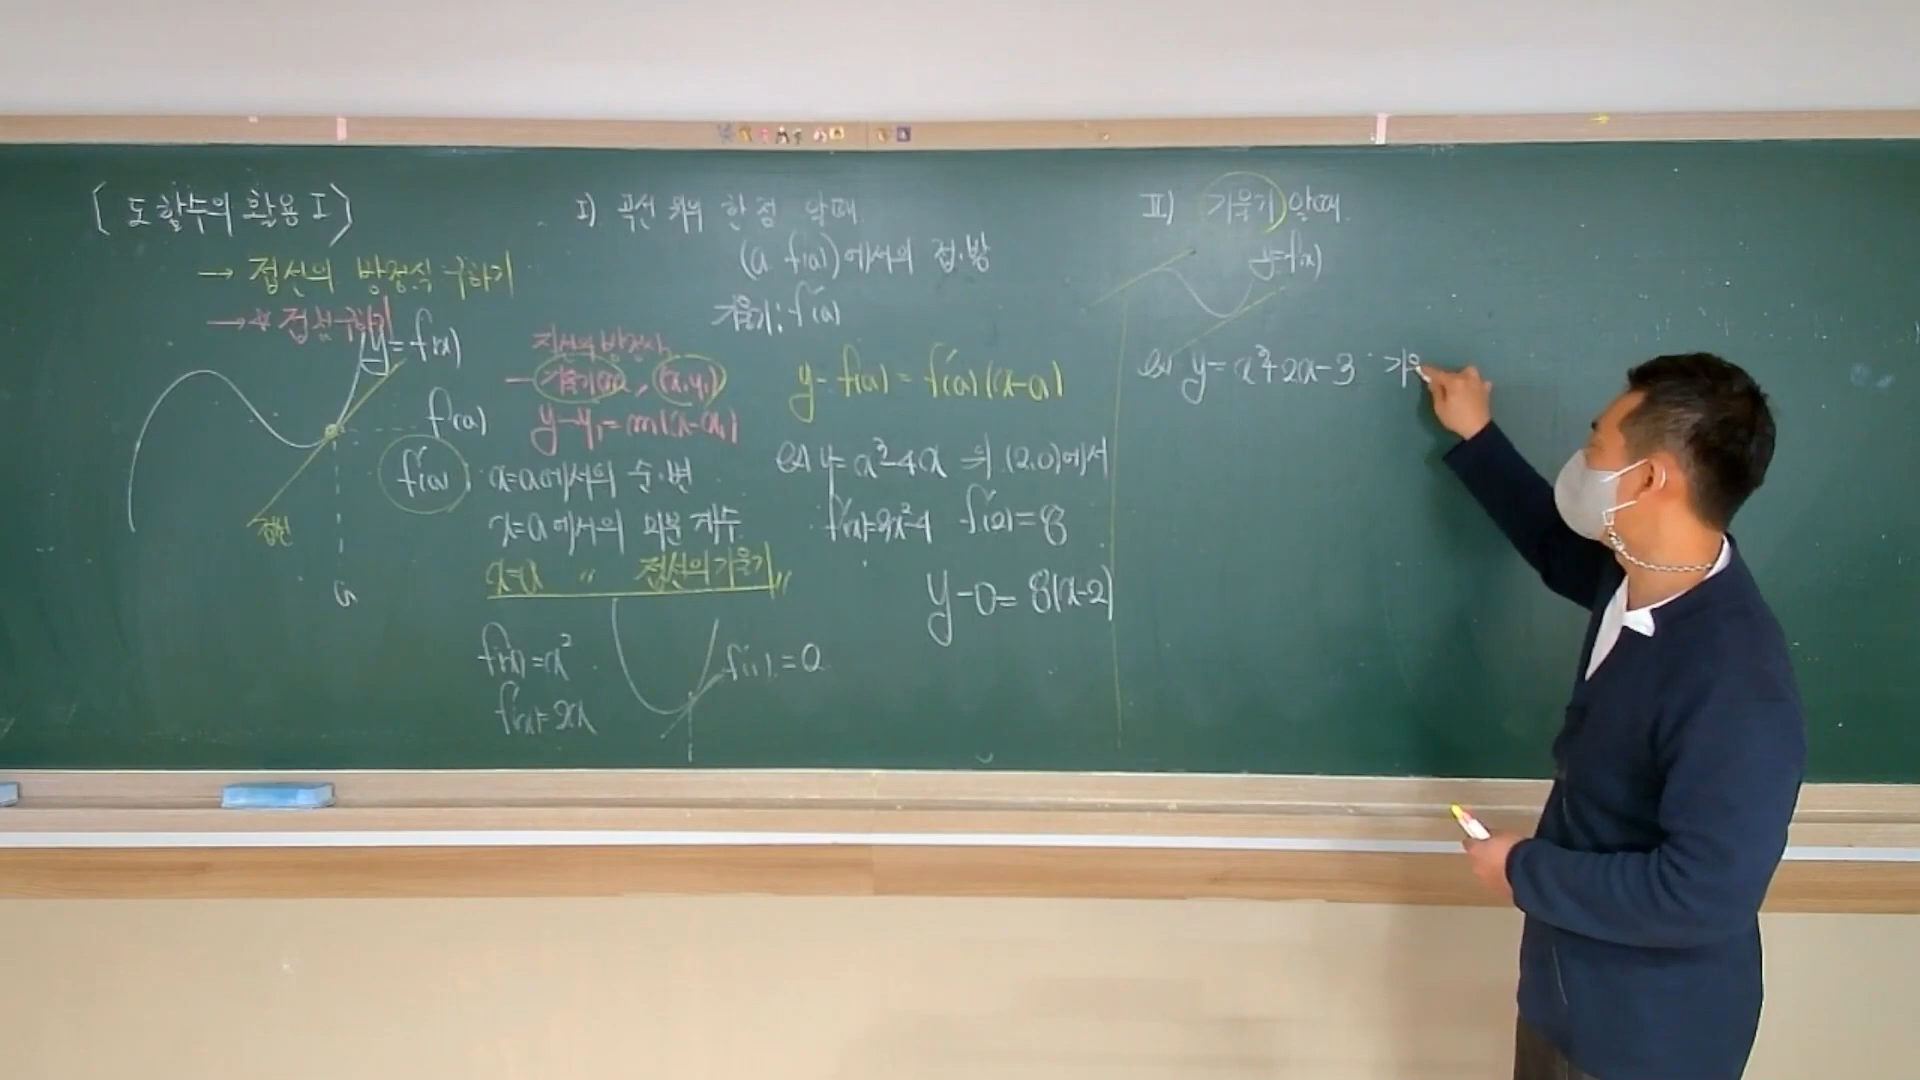 [ 도함수의 활용 I ]
→ 접선의 방정식 구하기
→ ☆ 접선구하기
y=f(x)
f(a)
f'(a)
접선
a
직선의 방정식
- 기울기(m), (x₁,y₁)
y-y₁=m(x-x₁)
x=a에서의 순·변
x=a에서의 미분계수
x=a 〃 접선의 기울기 〃
f(x)=x²
f'(x)=2x
f'(1)=2
I) 곡선 위의 한 점 알때
(a, f(a))에서의 접·방
기울기: f'(a)
y-f(a)=f'(a)(x-a)
ex) y=x³-4x 의 (2,0)에서
f'(x)=3x²-4 f'(2)=8
y-0=8(x-2)
II) 기울기 알때
y=f(x)
ex) y=x²+2x-3 기울